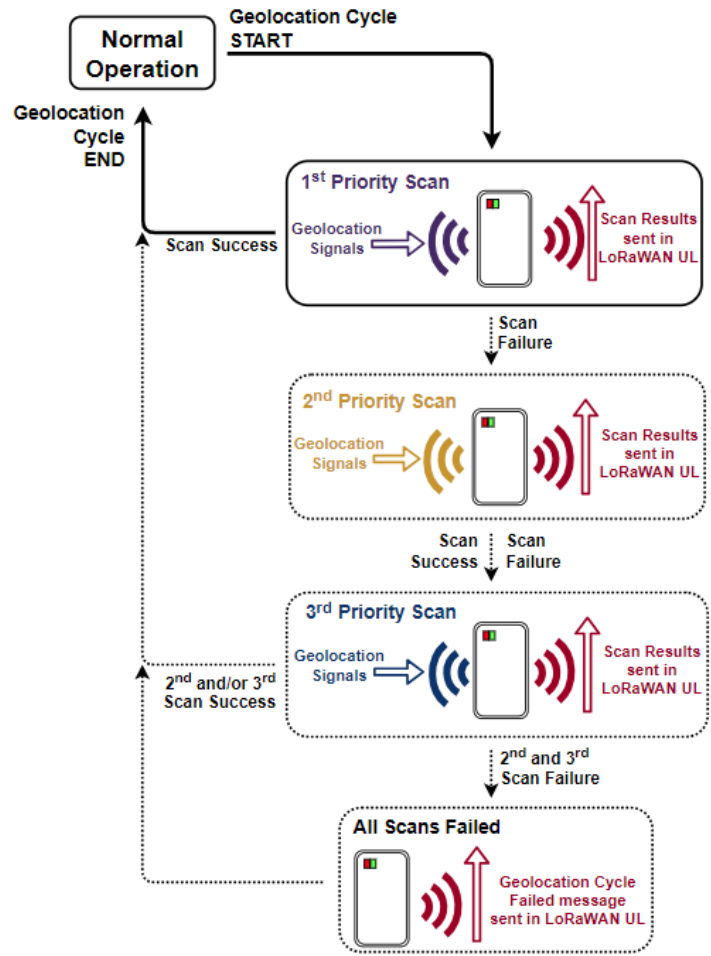 Normal
Operation
Geolocation Cycle
START
Geolocation
Cycle
END
1st Priority Scan
Geolocation
Signals
Scan Results
sent in
LoRaWAN UL
Scan Success
Scan
Failure
2nd Priority Scan
Geolocation
Signals
Scan Results
sent in
LoRaWAN UL
Scan
Success
Scan
Failure
3rd Priority Scan
Geolocation
Signals
Scan Results
sent in
LoRaWAN UL
2nd and/or 3rd
Scan Success
2nd and 3rd
Scan Failure
All Scans Failed
Geolocation Cycle
Failed message
sent in LoRaWAN UL